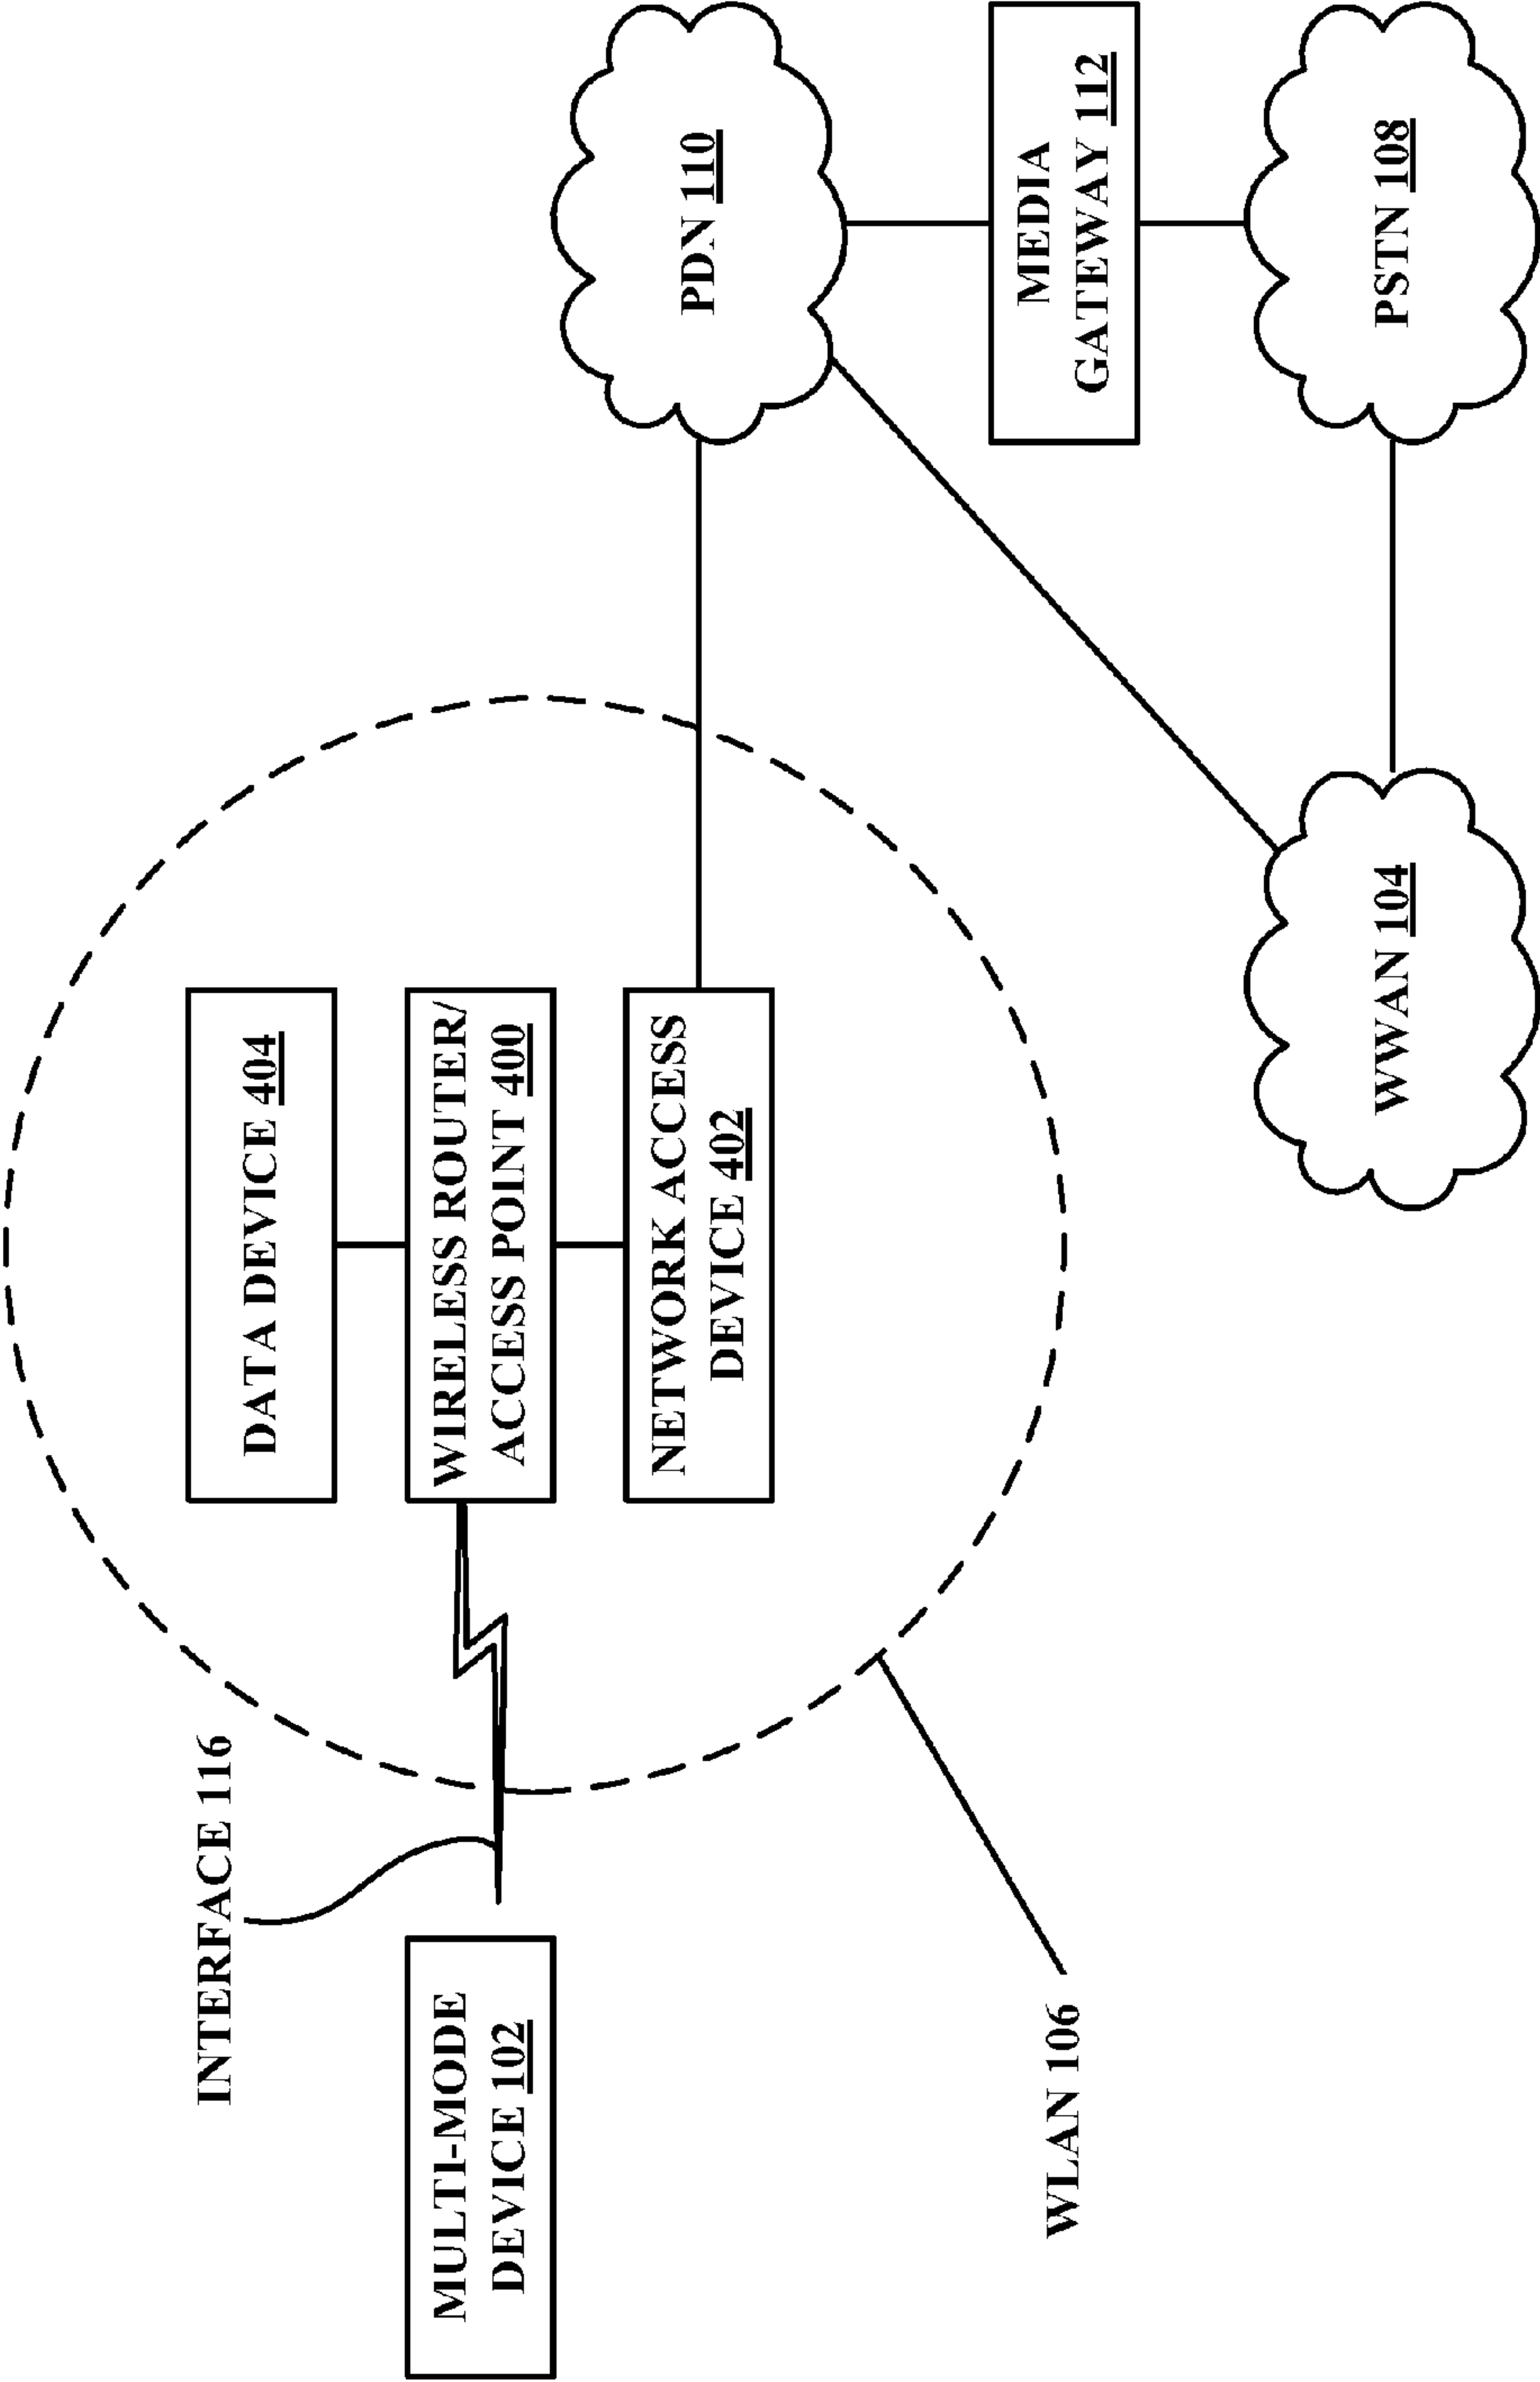 INTERFACE 116
DATA DEVICE 404
MULTI-MODE
DEVICE 102
WIRELESS ROUTER/
ACCESS POINT 400
NETWORK ACCESS
DEVICE 402
PDN 110
MEDIA
GATEWAY 112
WLAN 106
WWAN 104
PSTN 108